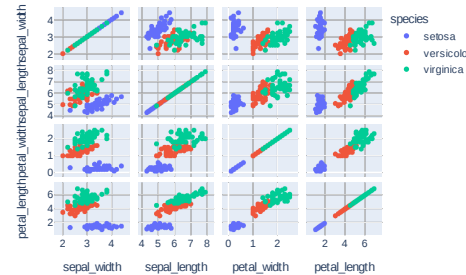 species
setosa
versicolo
virginica
sepal_width
4
3
2
sepal_length
8
7
6
5
4
petal_width
2
1
0
petal_length
6
4
2
2 3 4
4 5 6 7 8
0 1 2
2 4 6
sepal_width
sepal_length
petal_width
petal_length